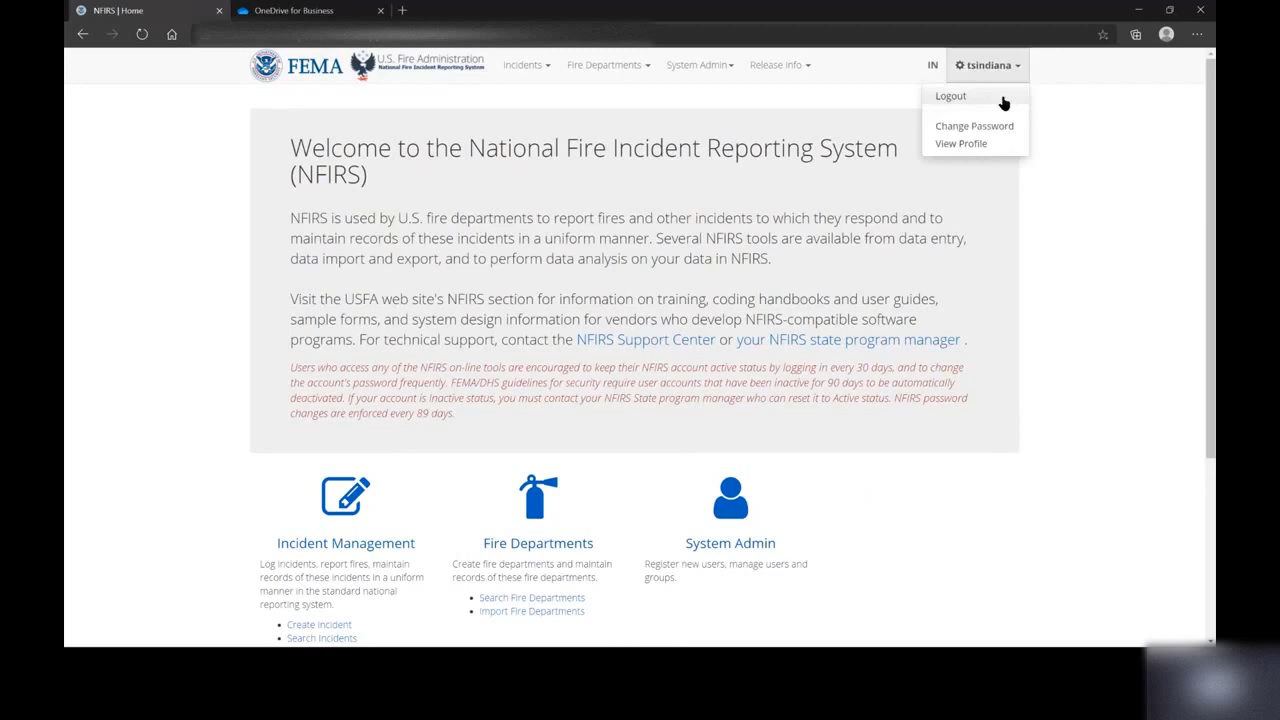 NFIRS | Home
OneDrive for Business
FEMA
U.S. Fire Administration
National Fire Incident Reporting System
Incidents
Fire Departments
System Admin
Release Info
IN
tsindiana
Logout
Change Password
View Profile
Welcome to the National Fire Incident Reporting System
(NFIRS)
NFIRS is used by U.S. fire departments to report fires and other incidents to which they respond and to
maintain records of these incidents in a uniform manner. Several NFIRS tools are available from data entry,
data import and export, and to perform data analysis on your data in NFIRS.
Visit the USFA web site's NFIRS section for information on training, coding handbooks and user guides,
sample forms, and system design information for vendors who develop NFIRS-compatible software
programs. For technical support, contact the NFIRS Support Center or your NFIRS state program manager .
Users who access any of the NFIRS on-line tools are encouraged to keep their NFIRS account active status by logging in every 30 days, and to change
the account's password frequently. FEMA/DHS guidelines for security require user accounts that have been inactive for 90 days to be automatically
deactivated. If your account is Inactive status, you must contact your NFIRS State program manager who can reset it to Active status. NFIRS password
changes are enforced every 89 days.
Incident Management
Log incidents, report fires, maintain
records of these incidents in a uniform
manner in the standard national
reporting system.
• Create Incident
• Search Incidents
Fire Departments
Create fire departments and maintain
records of these fire departments.
• Search Fire Departments
• Import Fire Departments
System Admin
Register new users, manage users and
groups.